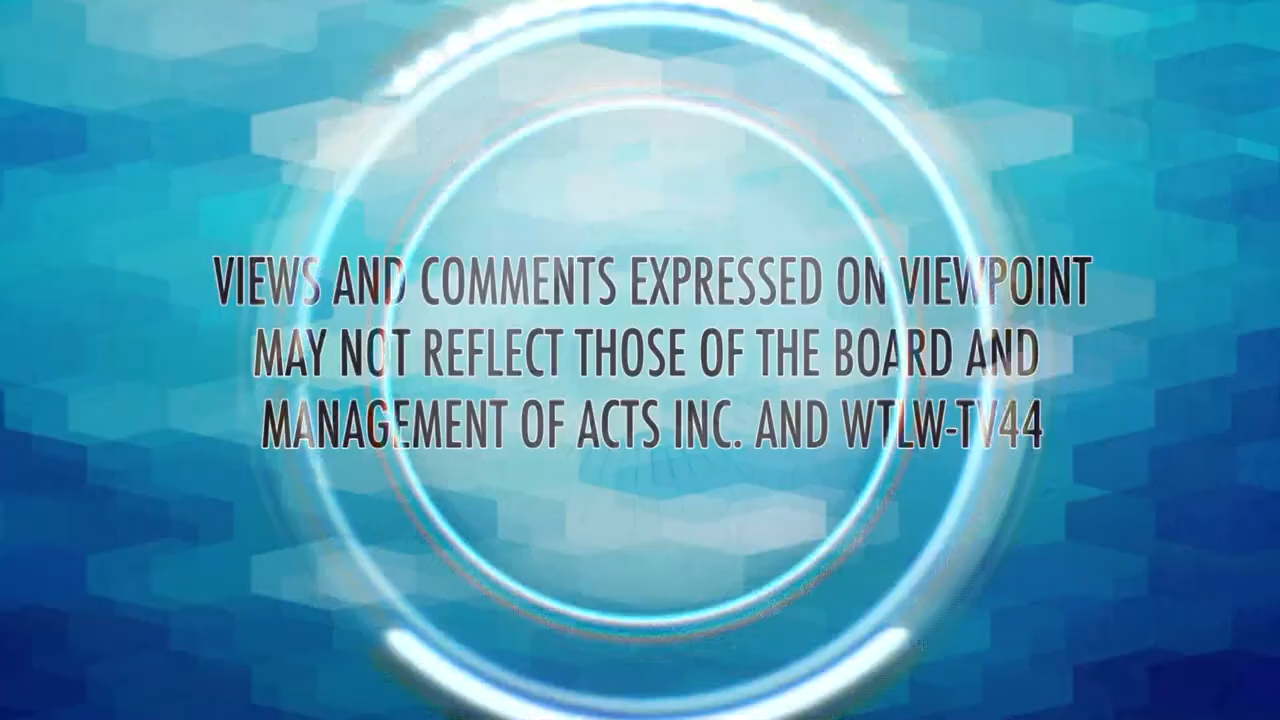 VIEWS AND COMMENTS EXPRESSED ON VIEWPOINT
MAY NOT REFLECT THOSE OF THE BOARD AND
MANAGEMENT OF ACTS INC. AND WTLW-TV44